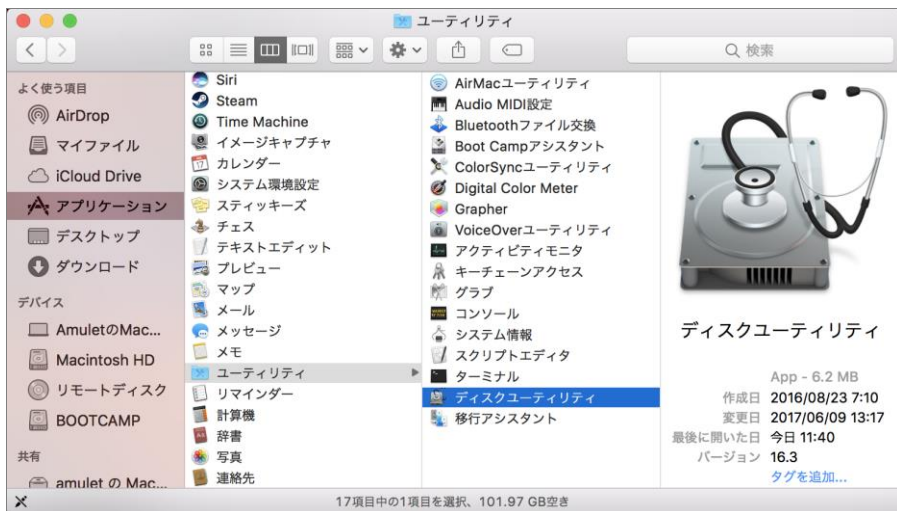 ユーティリティ
検索
よく使う項目
AirDrop
マイファイル
iCloud Drive
アプリケーション
デスクトップ
ダウンロード
デバイス
AmuletのMac...
Macintosh HD
リモートディスク
BOOTCAMP
共有
amulet の Mac...
Siri
Steam
Time Machine
イメージキャプチャ
カレンダー
システム環境設定
スティッキーズ
チェス
テキストエディット
プレビュー
マップ
メール
メッセージ
メモ
ユーティリティ
リマインダー
計算機
辞書
写真
連絡先
AirMacユーティリティ
Audio MIDI設定
Bluetoothファイル交換
Boot Campアシスタント
ColorSyncユーティリティ
Digital Color Meter
Grapher
VoiceOverユーティリティ
アクティビティモニタ
キーチェーンアクセス
グラブ
コンソール
システム情報
スクリプトエディタ
ターミナル
ディスクユーティリティ
移行アシスタント
ディスクユーティリティ
App - 6.2 MB
作成日 2016/08/23 7:10
変更日 2017/06/09 13:17
最後に開いた日 今日 11:40
バージョン 16.3
タグを追加...
17項目中の1項目を選択、101.97 GB空き